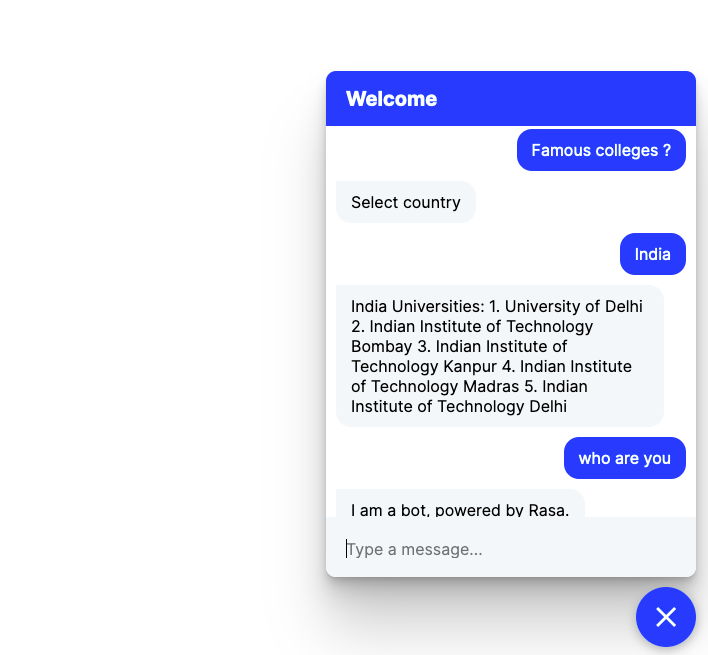 Welcome
Famous colleges ?
Select country
India
India Universities: 1. University of Delhi
2. Indian Institute of Technology
Bombay 3. Indian Institute of
Technology Kanpur 4. Indian Institute
of Technology Madras 5. Indian
Institute of Technology Delhi
who are you
I am a bot, powered by Rasa.
Type a message...